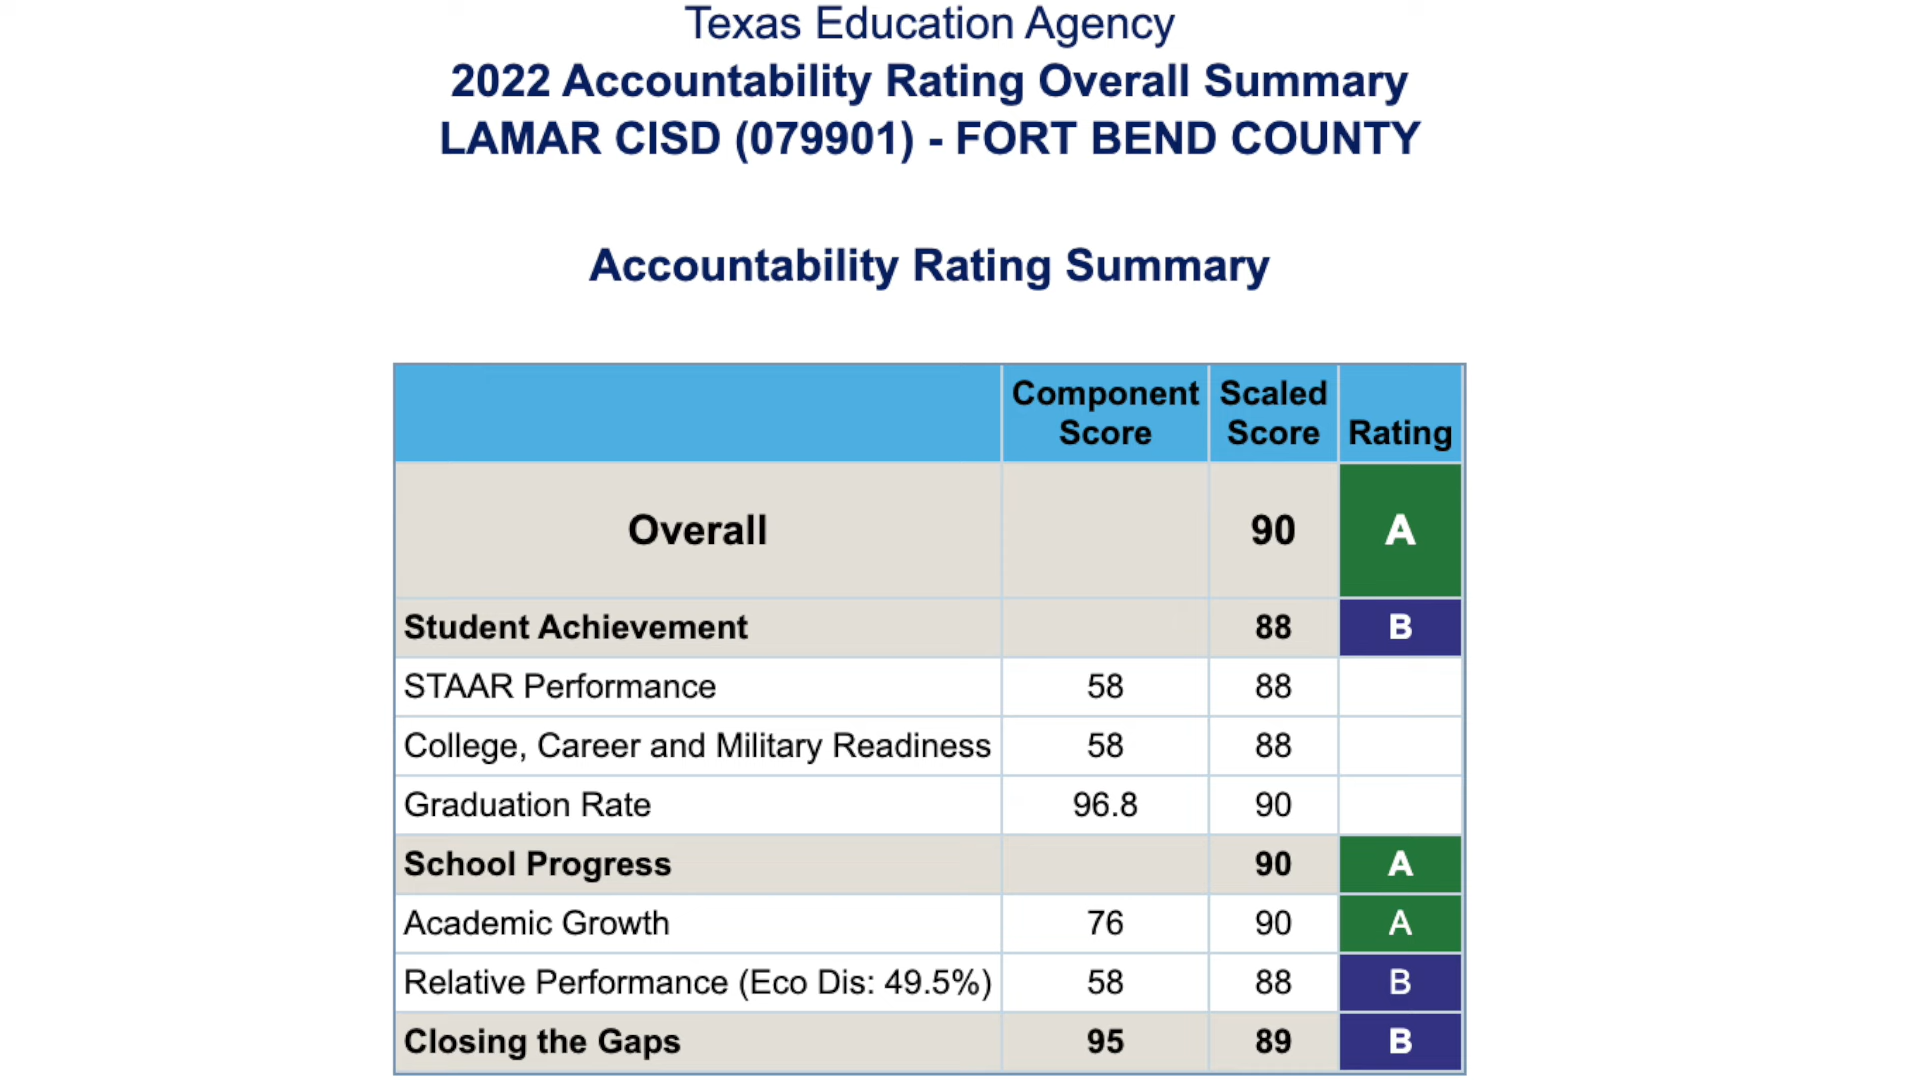 Texas Education Agency
2022 Accountability Rating Overall Summary
LAMAR CISD (079901) - FORT BEND COUNTY
Accountability Rating Summary
Component Score Scaled Score Rating
Overall 90 A
Student Achievement 88 B
STAAR Performance 58 88
College, Career and Military Readiness 58 88
Graduation Rate 96.8 90
School Progress 90 A
Academic Growth 76 90 A
Relative Performance (Eco Dis: 49.5%) 58 88 B
Closing the Gaps 95 89 B